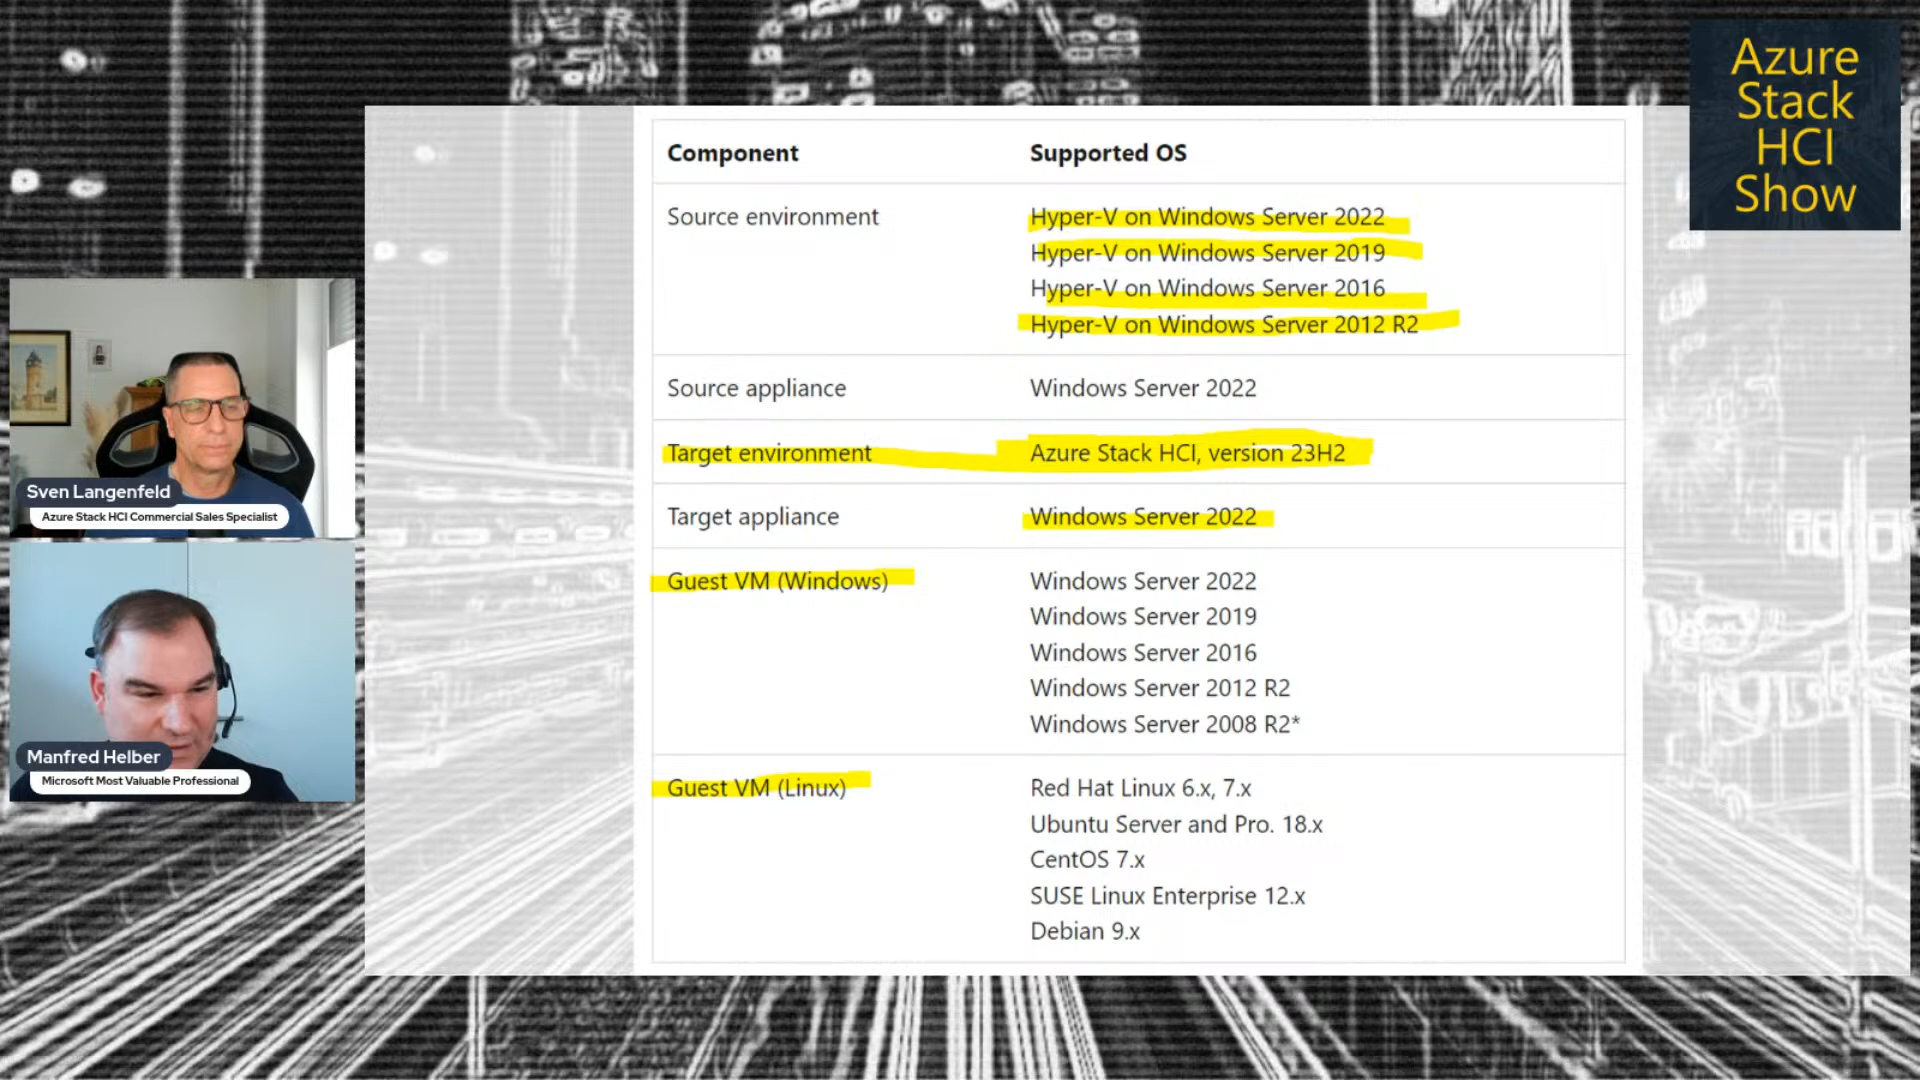 Azure
Stack
HCI
Show
Component Supported OS
Source environment Hyper-V on Windows Server 2022
Hyper-V on Windows Server 2019
Hyper-V on Windows Server 2016
Hyper-V on Windows Server 2012 R2
Source appliance Windows Server 2022
Target environment Azure Stack HCI, version 23H2
Target appliance Windows Server 2022
Guest VM (Windows) Windows Server 2022
Windows Server 2019
Windows Server 2016
Windows Server 2012 R2
Windows Server 2008 R2*
Guest VM (Linux) Red Hat Linux 6.x, 7.x
Ubuntu Server and Pro. 18.x
CentOS 7.x
SUSE Linux Enterprise 12.x
Debian 9.x
Sven Langenfeld
Azure Stack HCI Commercial Sales Specialist
Manfred Helber
Microsoft Most Valuable Professional